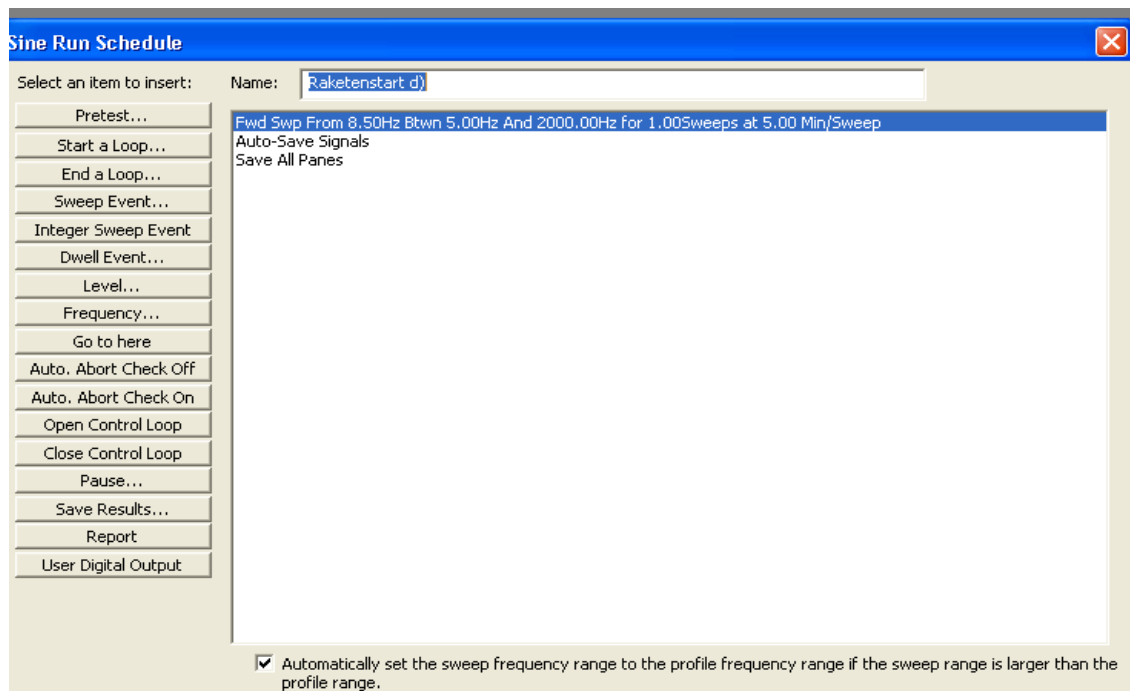 Sine Run Schedule
Select an item to insert:
Name:
Raketenstart d)
Pretest...
Start a Loop...
End a Loop...
Sweep Event...
Integer Sweep Event
Dwell Event...
Level...
Frequency...
Go to here
Auto. Abort Check Off
Auto. Abort Check On
Open Control Loop
Close Control Loop
Pause...
Save Results...
Report
User Digital Output
Fwd Swp From 8.50Hz Btwn 5.00Hz And 2000.00Hz for 1.00Sweeps at 5.00 Min/Sweep
Auto-Save Signals
Save All Panes
Automatically set the sweep frequency range to the profile frequency range if the sweep range is larger than the
profile range.